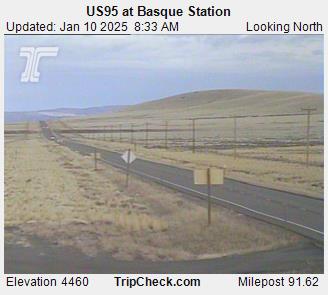 US95 at Basque Station
Updated: Jan 10 2025 8:33 AM Looking North
Elevation 4460 TripCheck.com Milepost 91.62